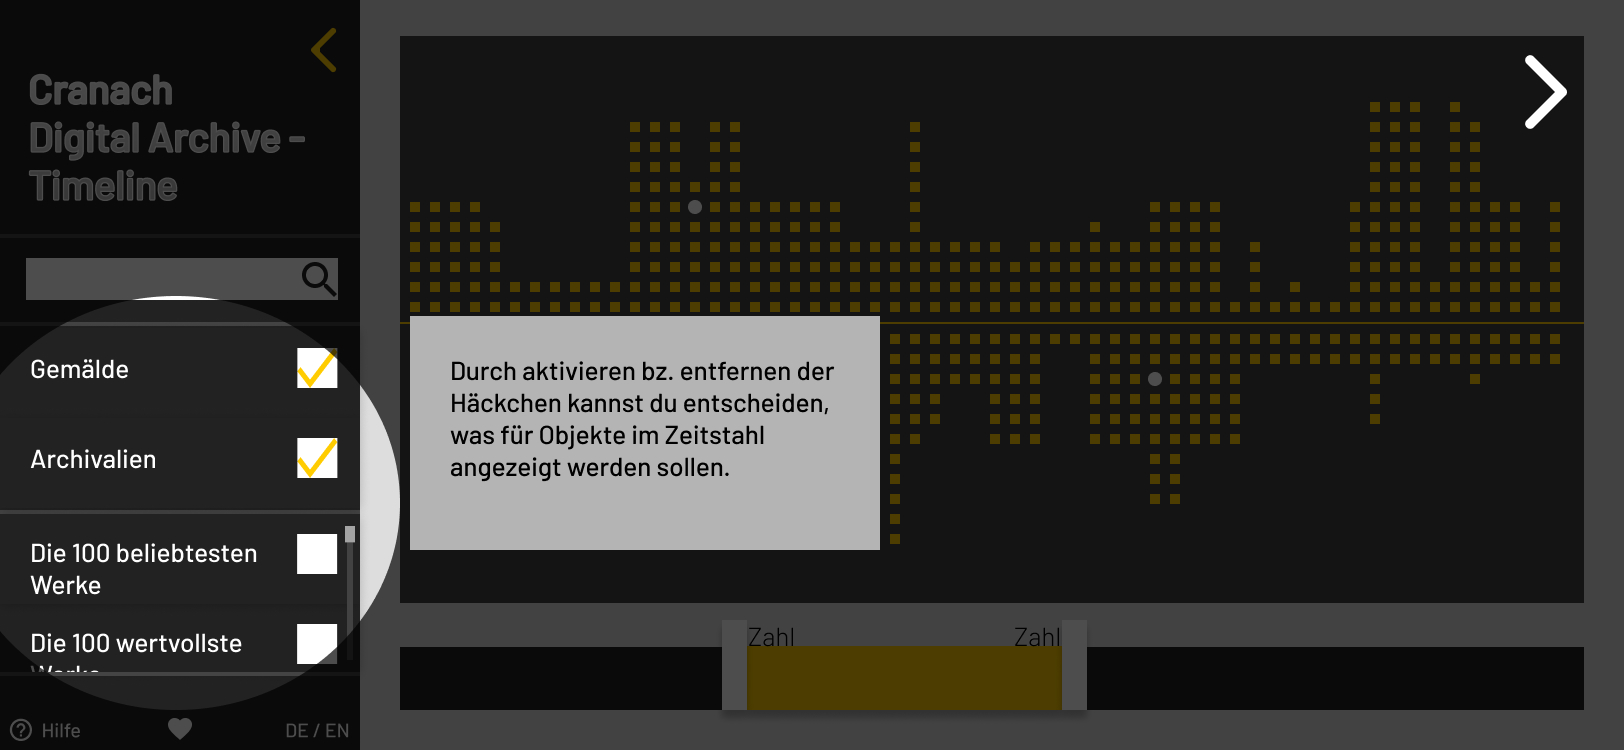 Cranach
Digital Archive -
Timeline
Gemälde
Archivalien
Die 100 beliebtesten
Werke
Die 100 wertvollste
Werke
Hilfe
DE / EN
Durch aktivieren bz. entfernen der
Häckchen kannst du entscheiden,
was für Objekte im Zeitstahl
angezeigt werden sollen.
Zahl
Zahl